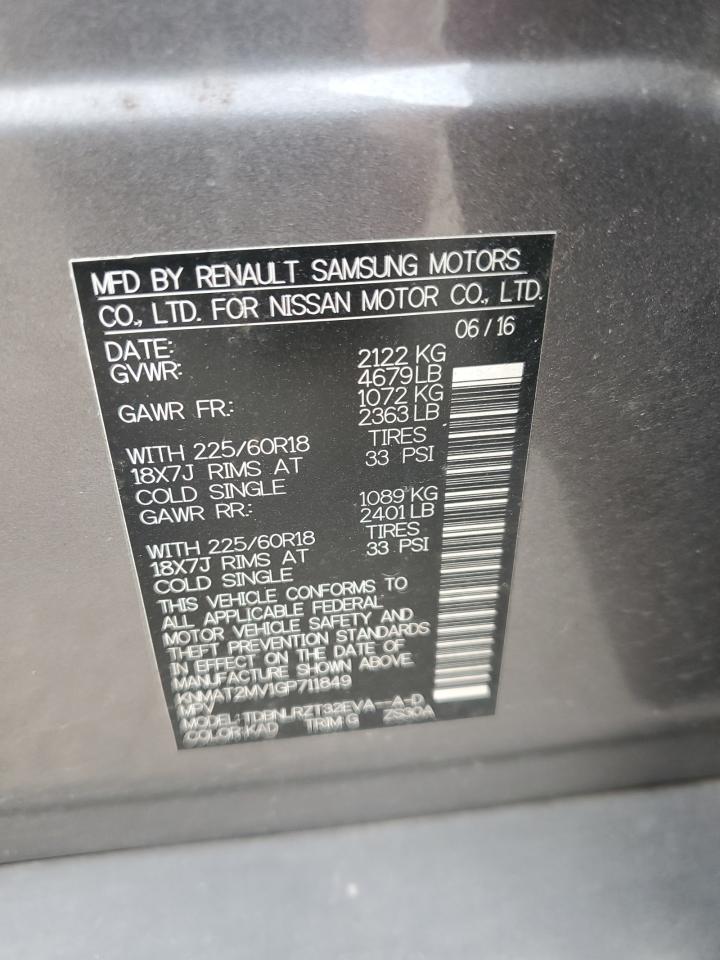 MFD BY RENAULT SAMSUNG MOTORS
CO., LTD. FOR NISSAN MOTOR CO., LTD.
DATE: 06/16
GVWR: 2122 KG
4679LB
GAWR FR.: 1072 KG
2363 LB
WITH 225/60R18 TIRES
18X7J RIMS AT 33 PSI
COLD SINGLE
GAWR RR.: 1089 KG
2401 LB
WITH 225/60R18 TIRES
18X7J RIMS AT 33 PSI
COLD SINGLE
THIS VEHICLE CONFORMS TO
ALL APPLICABLE FEDERAL
MOTOR VEHICLE SAFETY AND
THEFT PREVENTION STANDARDS
IN EFFECT ON THE DATE OF
MANUFACTURE SHOWN ABOVE.
KNMAT2MV1GP711849
MPV
MODEL: TDBNLRZT32EVA--A-D
COLOR:KAD TRIM:G ZS30A